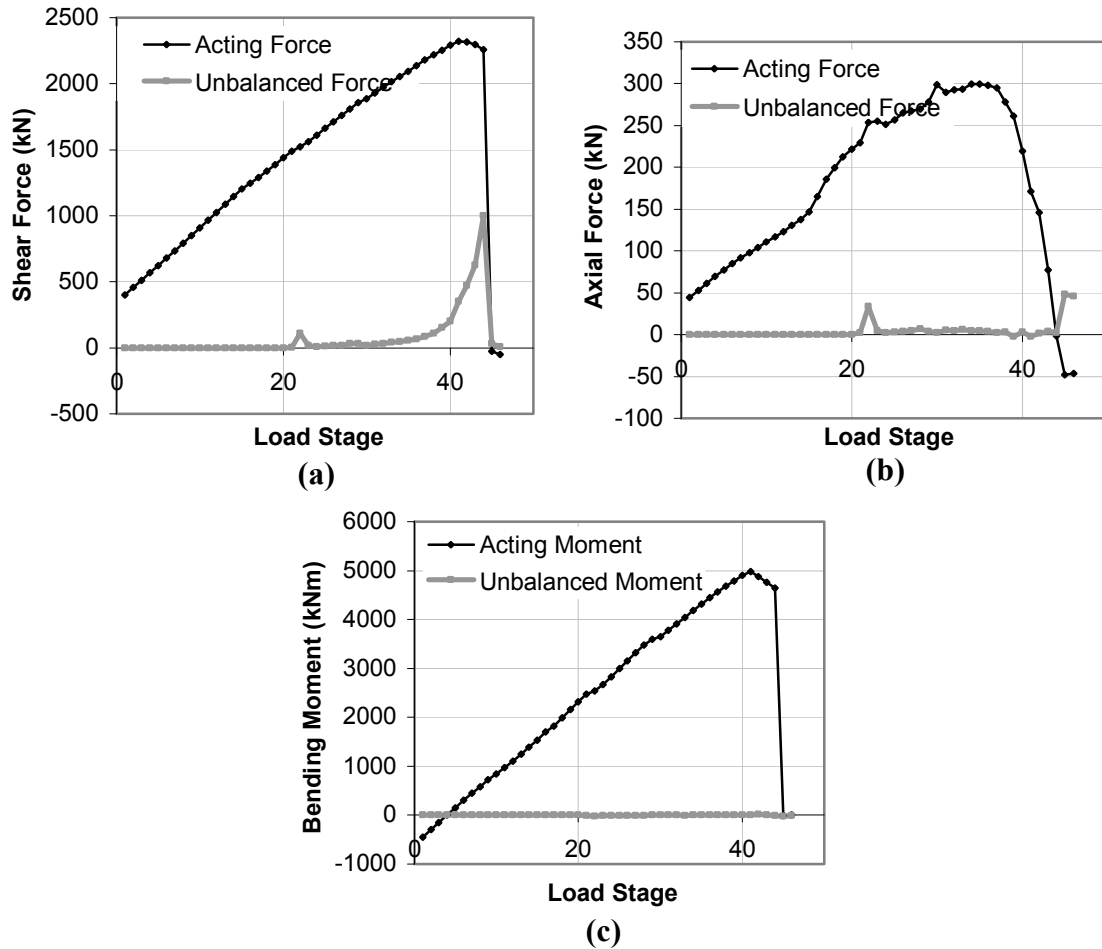 2500
2000
1500
1000
500
0
-500
Shear Force (kN)
Acting Force
Unbalanced Force
0
20
40
Load Stage
(a)
350
300
250
200
150
100
50
0
-50
-100
Axial Force (kN)
Acting Force
Unbalanced Force
0
20
40
Load Stage
(b)
6000
5000
4000
3000
2000
1000
0
-1000
Bending Moment (kNm)
Acting Moment
Unbalanced Moment
0
20
40
Load Stage
(c)